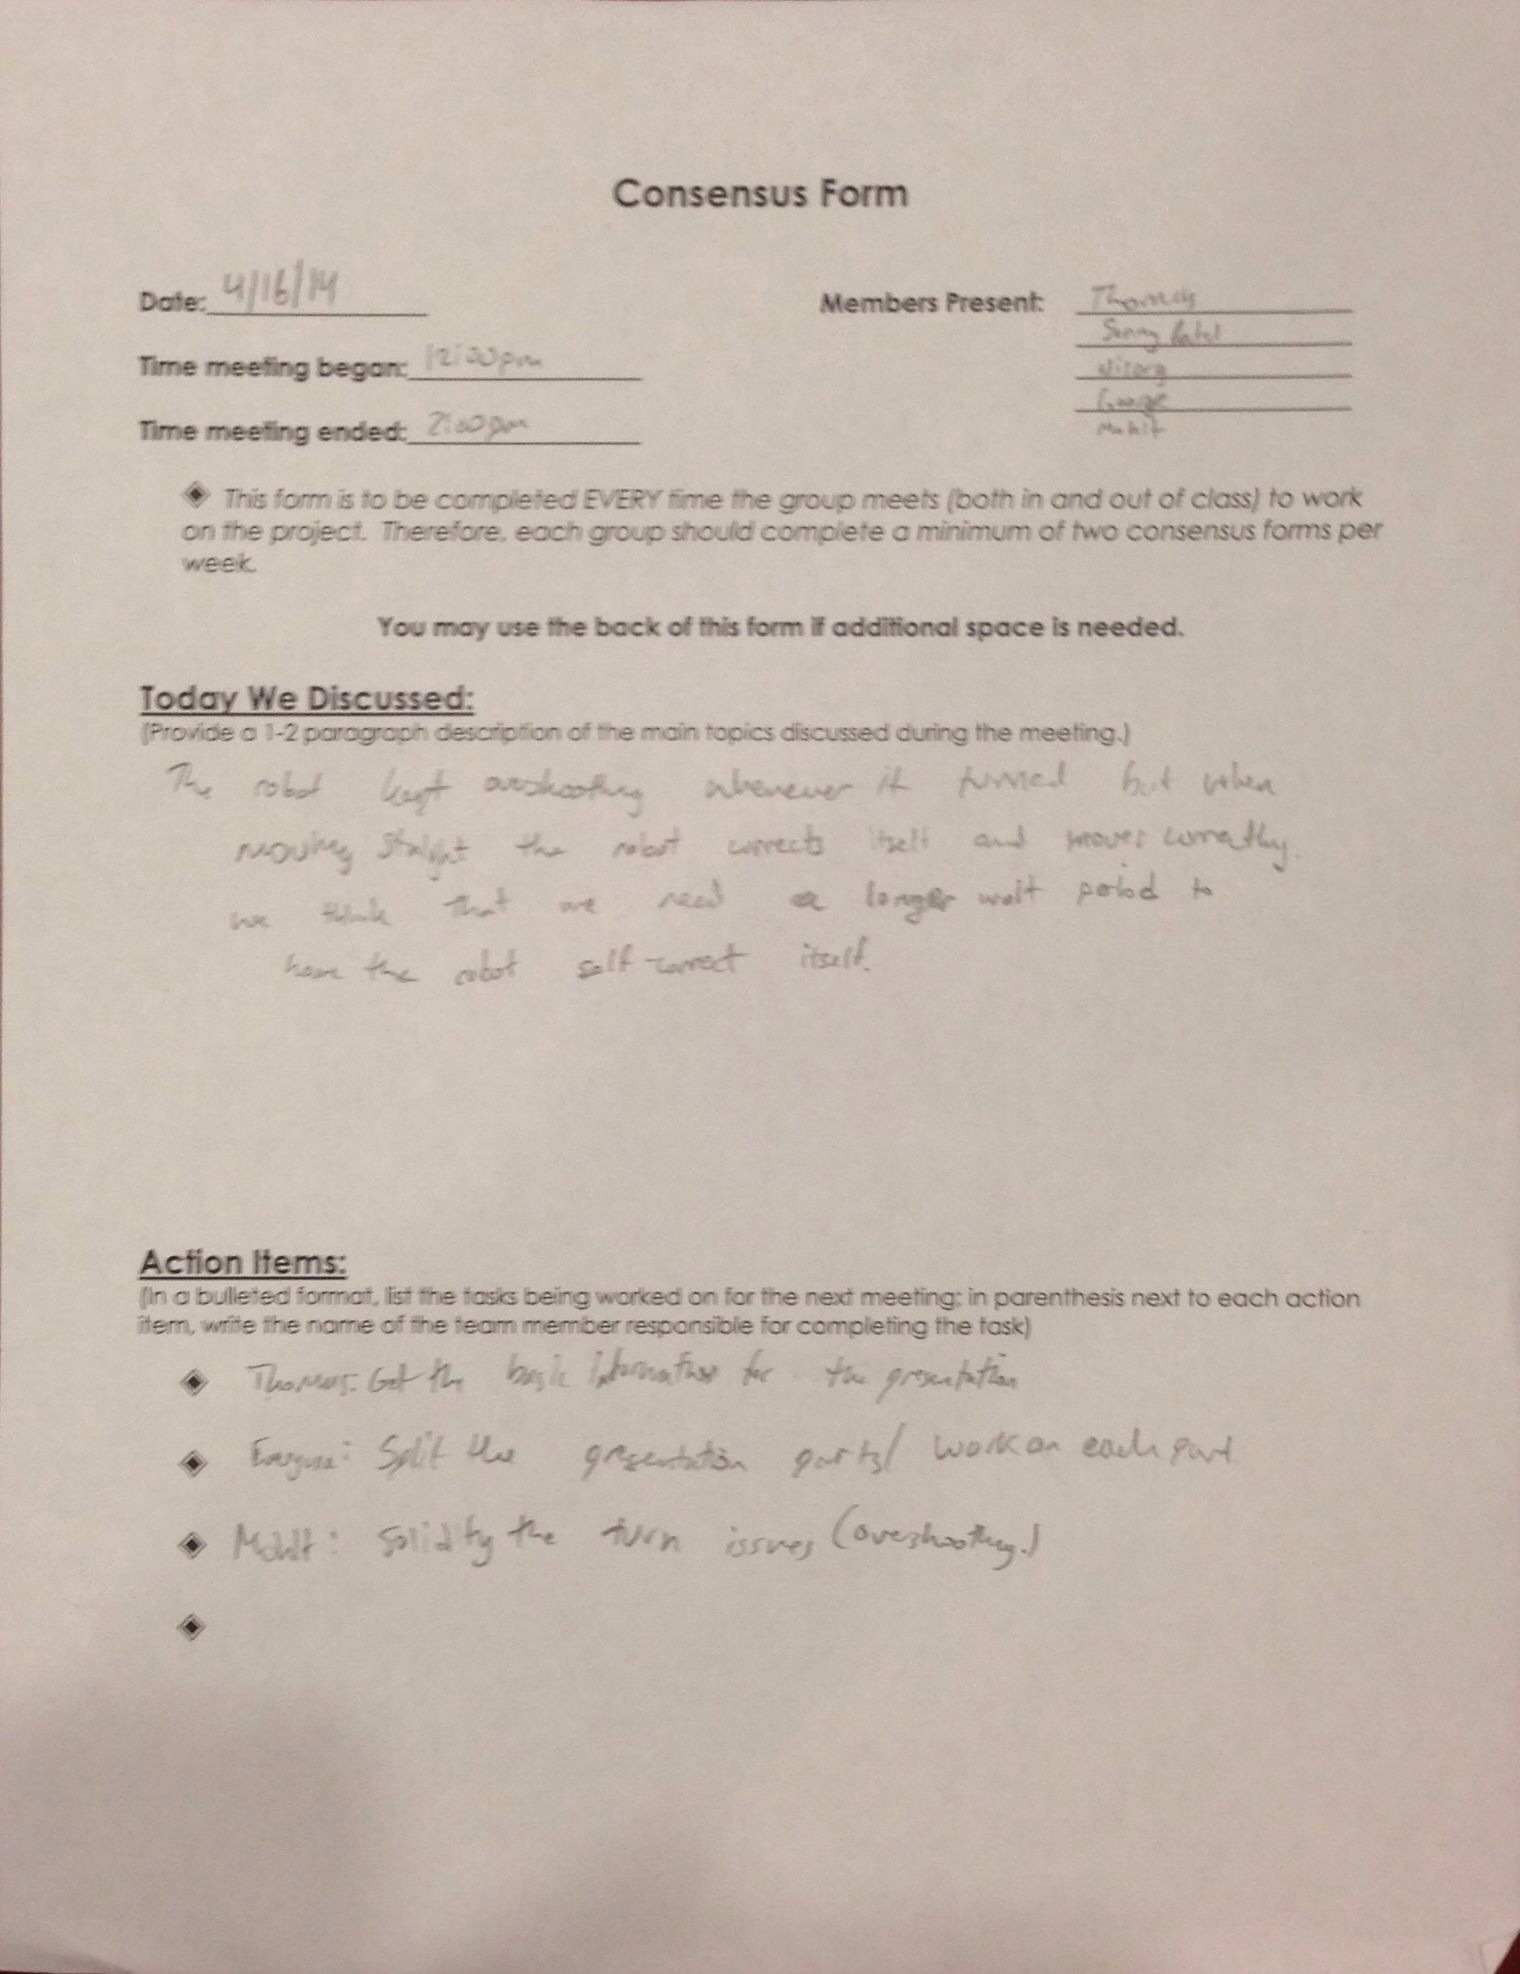 Consensus Form
Date: 4/16/14
Members Present: Thomas
Sunny Patel
Nisarg
George
Mohit
Time meeting began: 12:00pm
Time meeting ended: 2:00pm
This form is to be completed EVERY time the group meets (both in and out of class) to work
on the project. Therefore, each group should complete a minimum of two consensus forms per
week.
You may use the back of this form if additional space is needed.
Today We Discussed:
(Provide a 1-2 paragraph description of the main topics discussed during the meeting.)
The robot kept overshooting whenever it turned but when
moving straight the robot corrects itself and moves correctly.
we think that we need a longer wait period to
have the robot self-correct itself.
Action Items:
(In a bulleted format, list the tasks being worked on for the next meeting; in parenthesis next to each action
item, write the name of the team member responsible for completing the task)
Thomas: Get the basic information for the presentation
Everyone: Split the presentation parts/ work on each part
Mohit: Solidity the turn issues (overshooting.)